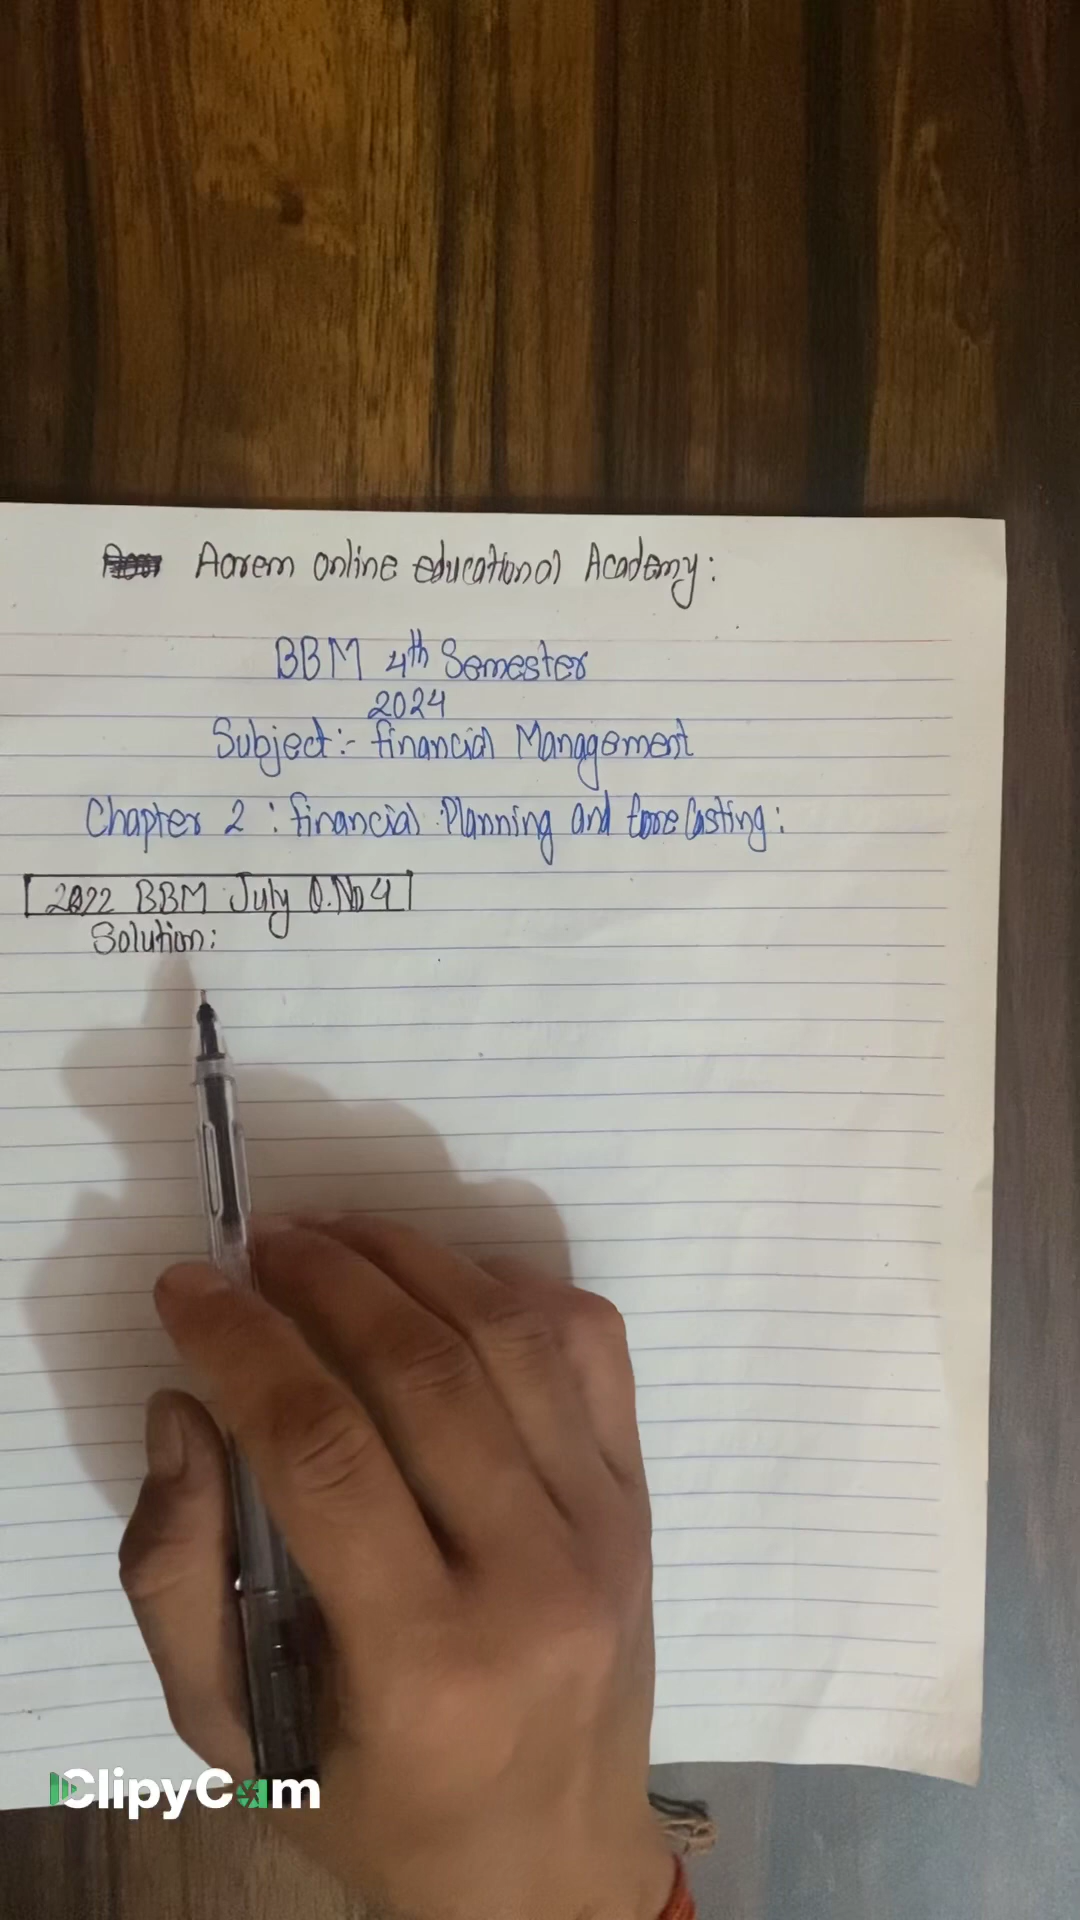 Aarem online educational Academy:
BBM 4th Semester
2024
Subject:- financial Management
Chapter 2 : financial Planning and forecasting:
2022 BBM July Q.No 4
Solution:
ClipyCam